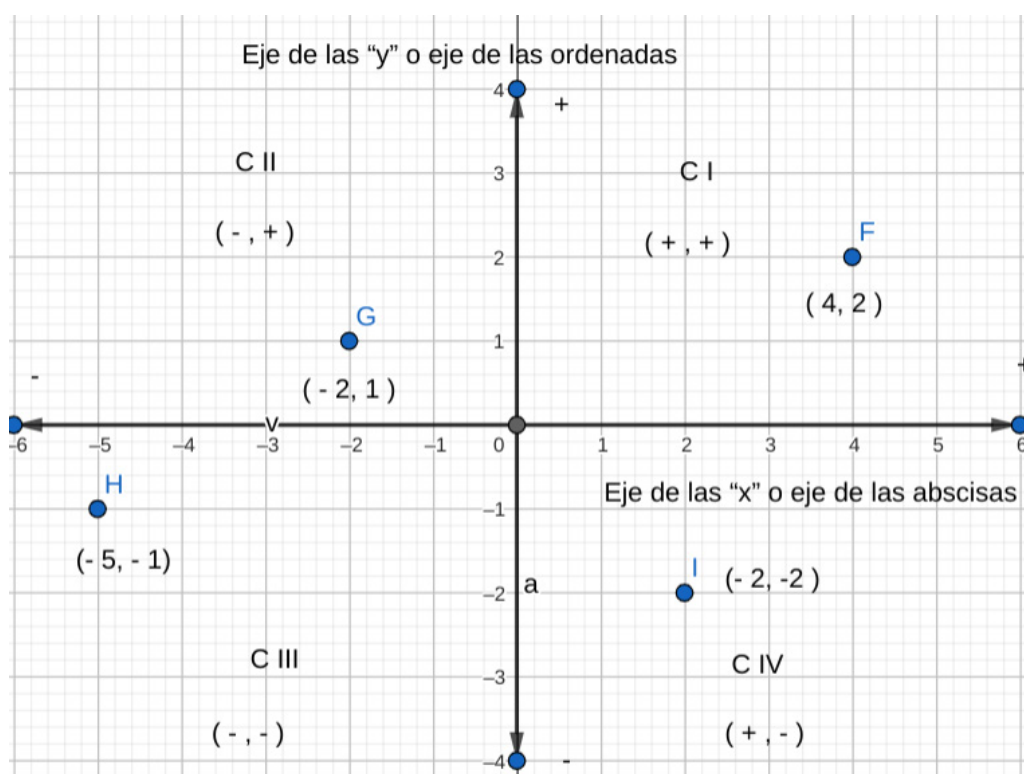 Eje de las “y” o eje de las ordenadas
4
+
C II
C I
3
( - , + )
( + , + )
F
2
( 4, 2 )
G
1
( - 2, 1 )
-
+
v
–6 –5 –4 –3 –2 –1 0 1 2 3 4 5 6
H
Eje de las “x” o eje de las abscisas
–1
(- 5, - 1)
I
(- 2, -2 )
a
–2
C III
C IV
–3
( - , - )
( + , - )
–4
-